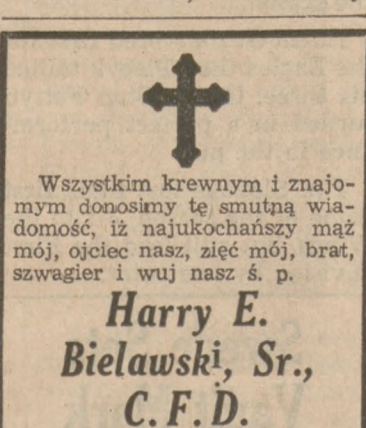 Wszystkim krewnym i znajo-
mym donosimy tę smutną wia-
domość, iż najukochańszy mąż
mój, ojciec nasz, zięć mój, brat,
szwagier i wuj nasz ś. p.
Harry E.
Bielawski, Sr.,
C. F. D.